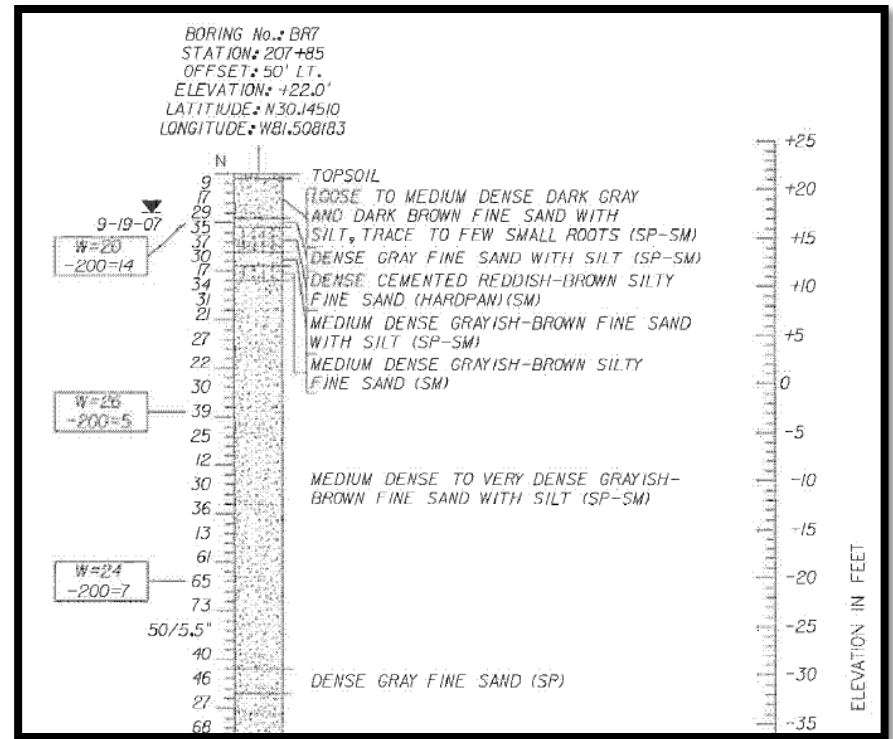 BORING No.: BR7
STATION: 207+85
OFFSET: 50' LT.
ELEVATION: +22.0'
LATITIUDE: N30.14510
LONGITUDE: W81.508183
N
9
17
29
35
37
30
17
34
31
21
27
22
30
39
25
12
30
36
13
61
65
73
50/5.5"
40
46
27
68
9-19-07
W=20
-200=14
W=26
-200=5
W=24
-200=7
TOPSOIL
LOOSE TO MEDIUM DENSE DARK GRAY
AND DARK BROWN FINE SAND WITH
SILT, TRACE TO FEW SMALL ROOTS (SP-SM)
DENSE GRAY FINE SAND WITH SILT (SP-SM)
DENSE CEMENTED REDDISH-BROWN SILTY
FINE SAND (HARDPAN)(SM)
MEDIUM DENSE GRAYISH-BROWN FINE SAND
WITH SILT (SP-SM)
MEDIUM DENSE GRAYISH-BROWN SILTY
FINE SAND (SM)
MEDIUM DENSE TO VERY DENSE GRAYISH-
BROWN FINE SAND WITH SILT (SP-SM)
DENSE GRAY FINE SAND (SP)
+25
+20
+15
+10
+5
0
-5
-10
-15
-20
-25
-30
-35
ELEVATION IN FEET